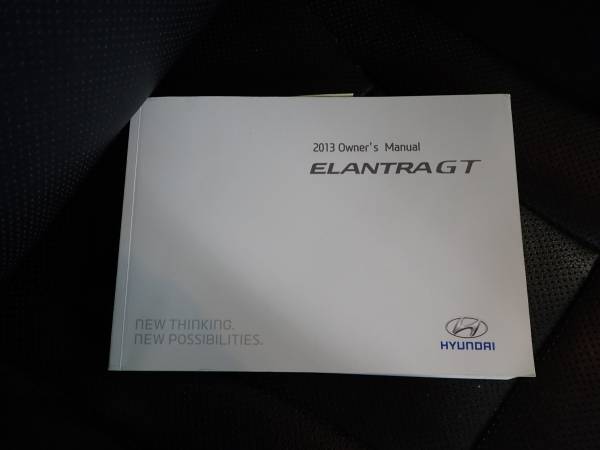 2013 Owner's Manual
ELANTRA GT
NEW THINKING.
NEW POSSIBILITIES.
HYUNDAI